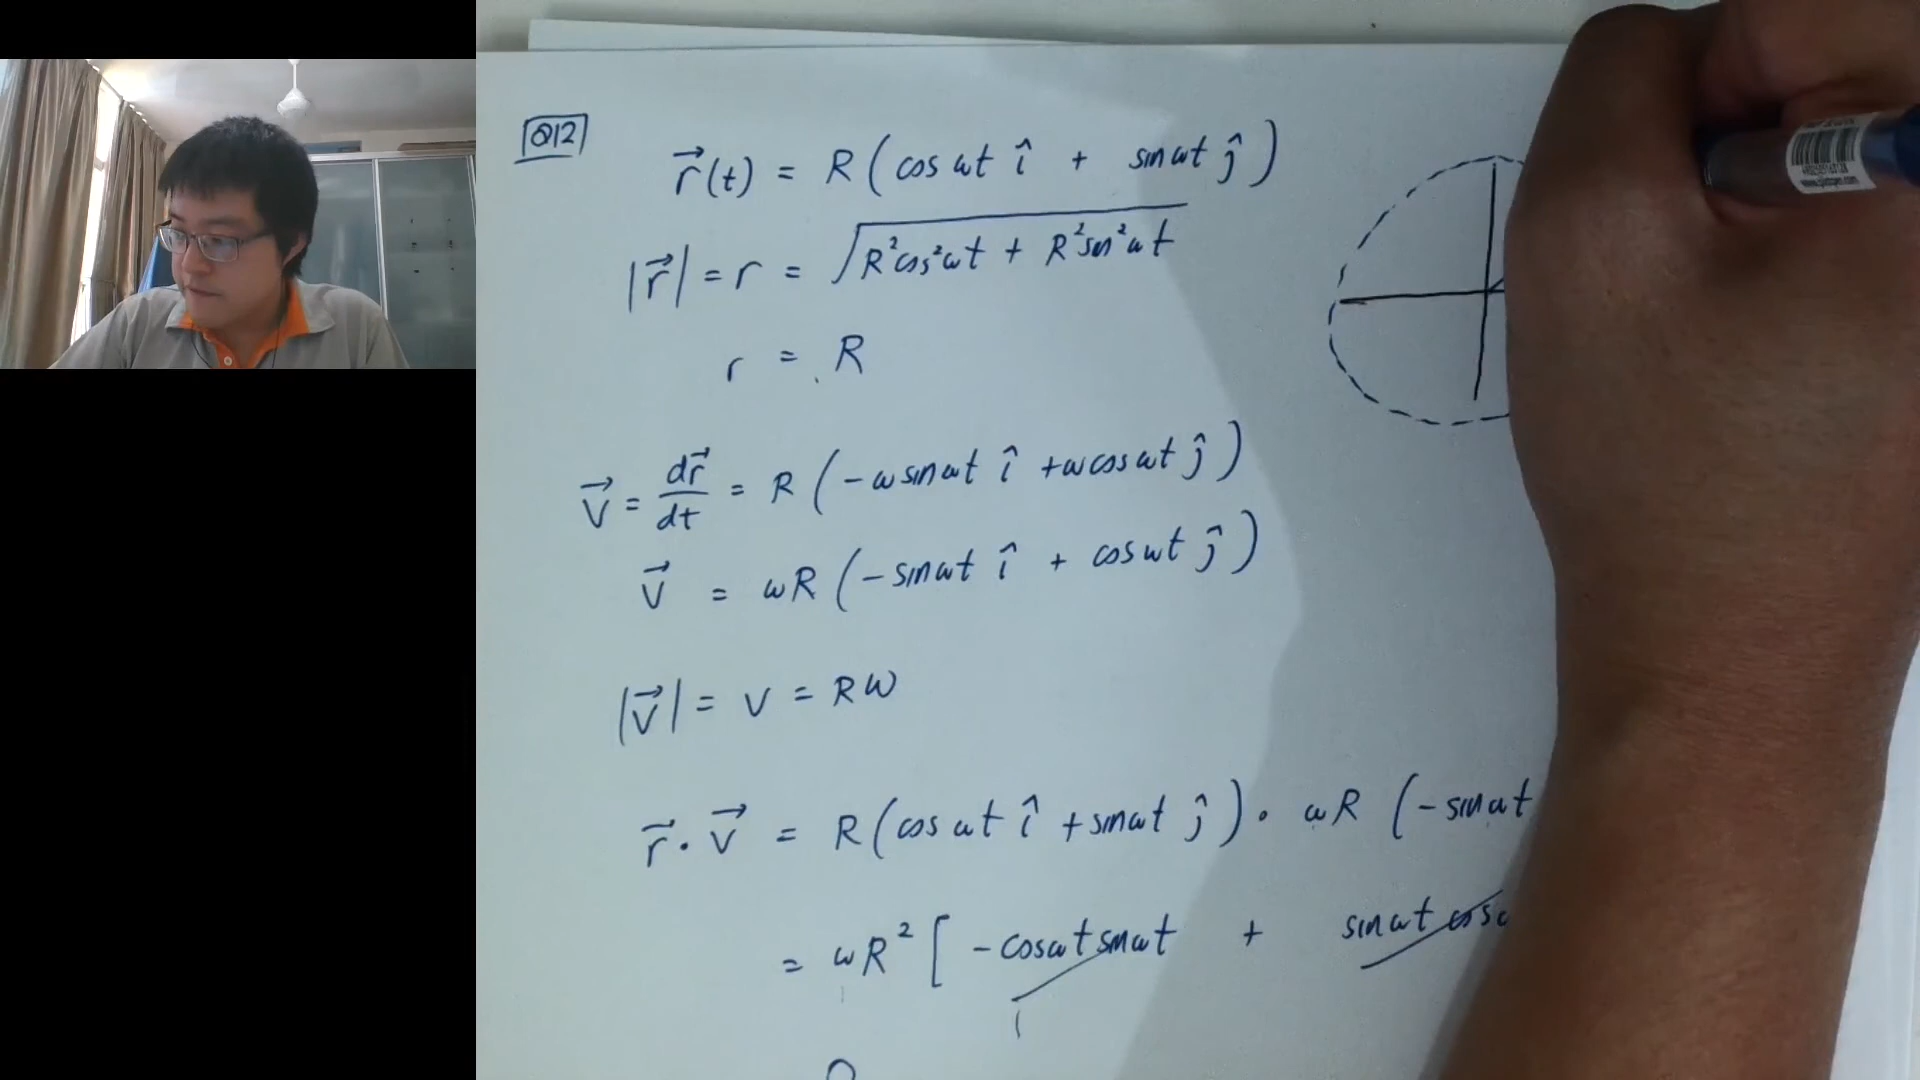 Q12
r⃗(t) = R(cos ωt î + sin ωt ĵ)
|r⃗| = r = √(R²cos²ωt + R²sin²ωt)
r = R
v⃗ = dr⃗/dt = R(-ω sin ωt î + ω cos ωt ĵ)
v⃗ = ωR(-sin ωt î + cos ωt ĵ)
|v⃗| = v = Rω
r⃗ · v⃗ = R(cos ωt î + sin ωt ĵ) · ωR (-sin ωt
= ωR² [ -cos ωt sin ωt + sin ωt cos